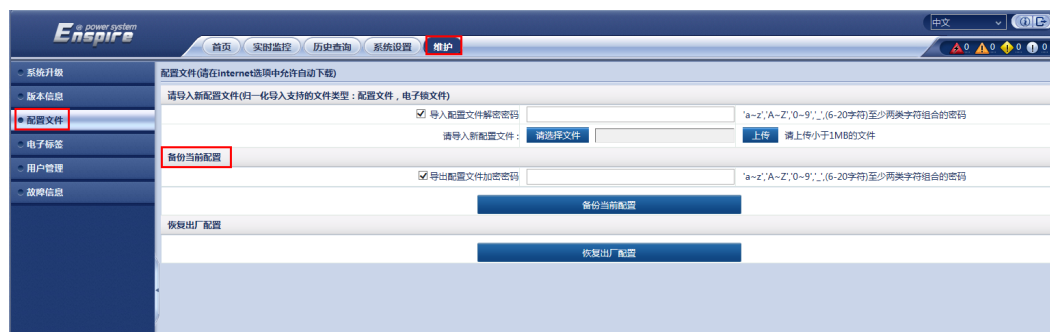 e power system
Enspire
中文
首页 实时监控 历史查询 系统设置 维护
0 0 0 0
系统升级
版本信息
配置文件
电子标签
用户管理
故障信息
配置文件(请在internet选项中允许自动下载)
请导入新配置文件(归一化导入支持的文件类型：配置文件，电子锁文件)
导入配置文件解密密码 'a~z','A~Z','0~9','_',(6-20字符)至少两类字符组合的密码
请导入新配置文件： 请选择文件 上传 请上传小于1MB的文件
备份当前配置
导出配置文件加密密码 'a~z','A~Z','0~9','_',(6-20字符)至少两类字符组合的密码
备份当前配置
恢复出厂配置
恢复出厂配置